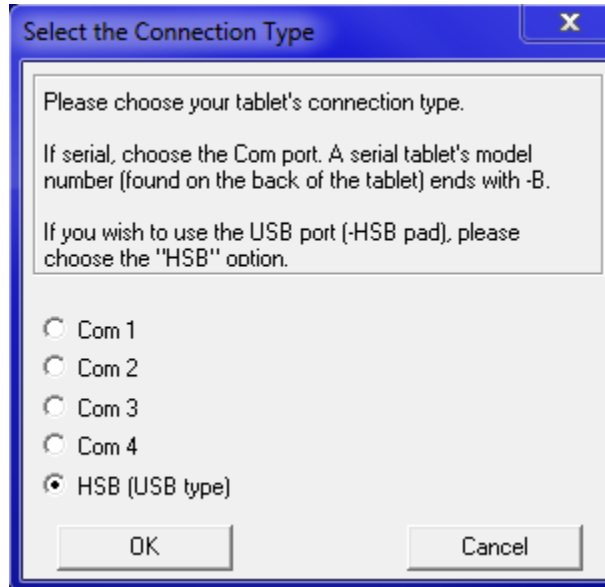 Select the Connection Type
X
Please choose your tablet's connection type.
If serial, choose the Com port. A serial tablet's model
number (found on the back of the tablet) ends with -B.
If you wish to use the USB port (-HSB pad), please
choose the "HSB" option.
Com 1
Com 2
Com 3
Com 4
HSB (USB type)
OK
Cancel